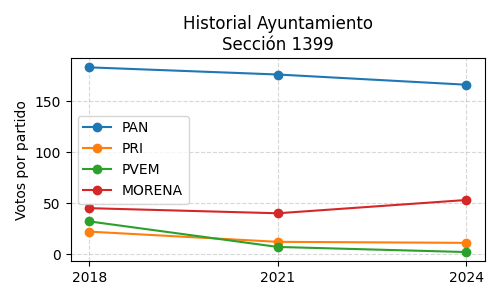 Historial Ayuntamiento
Sección 1399
Votos por partido
150
100
50
0
PAN
PRI
PVEM
MORENA
2018
2021
2024